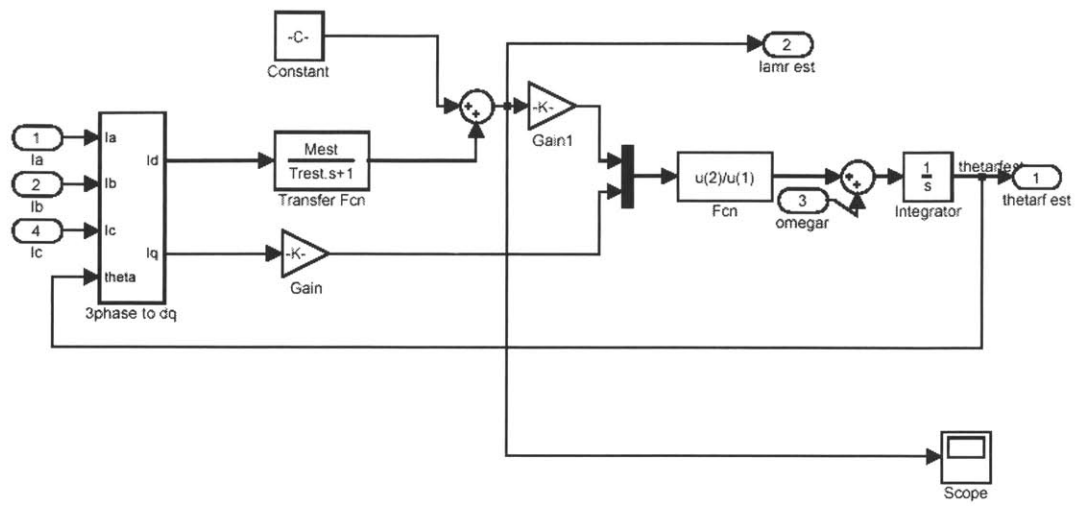 -C-
Constant
2
lamr est
-K-
Gain1
1
Ia
2
Ib
4
Ic
Ia
Ib
Ic
theta
Id
Iq
3phase to dq
Mest
Trest.s+1
Transfer Fcn
-K-
Gain
u(2)/u(1)
Fcn
3
omegar
1
s
Integrator
thetarfest
1
thetarf est
Scope